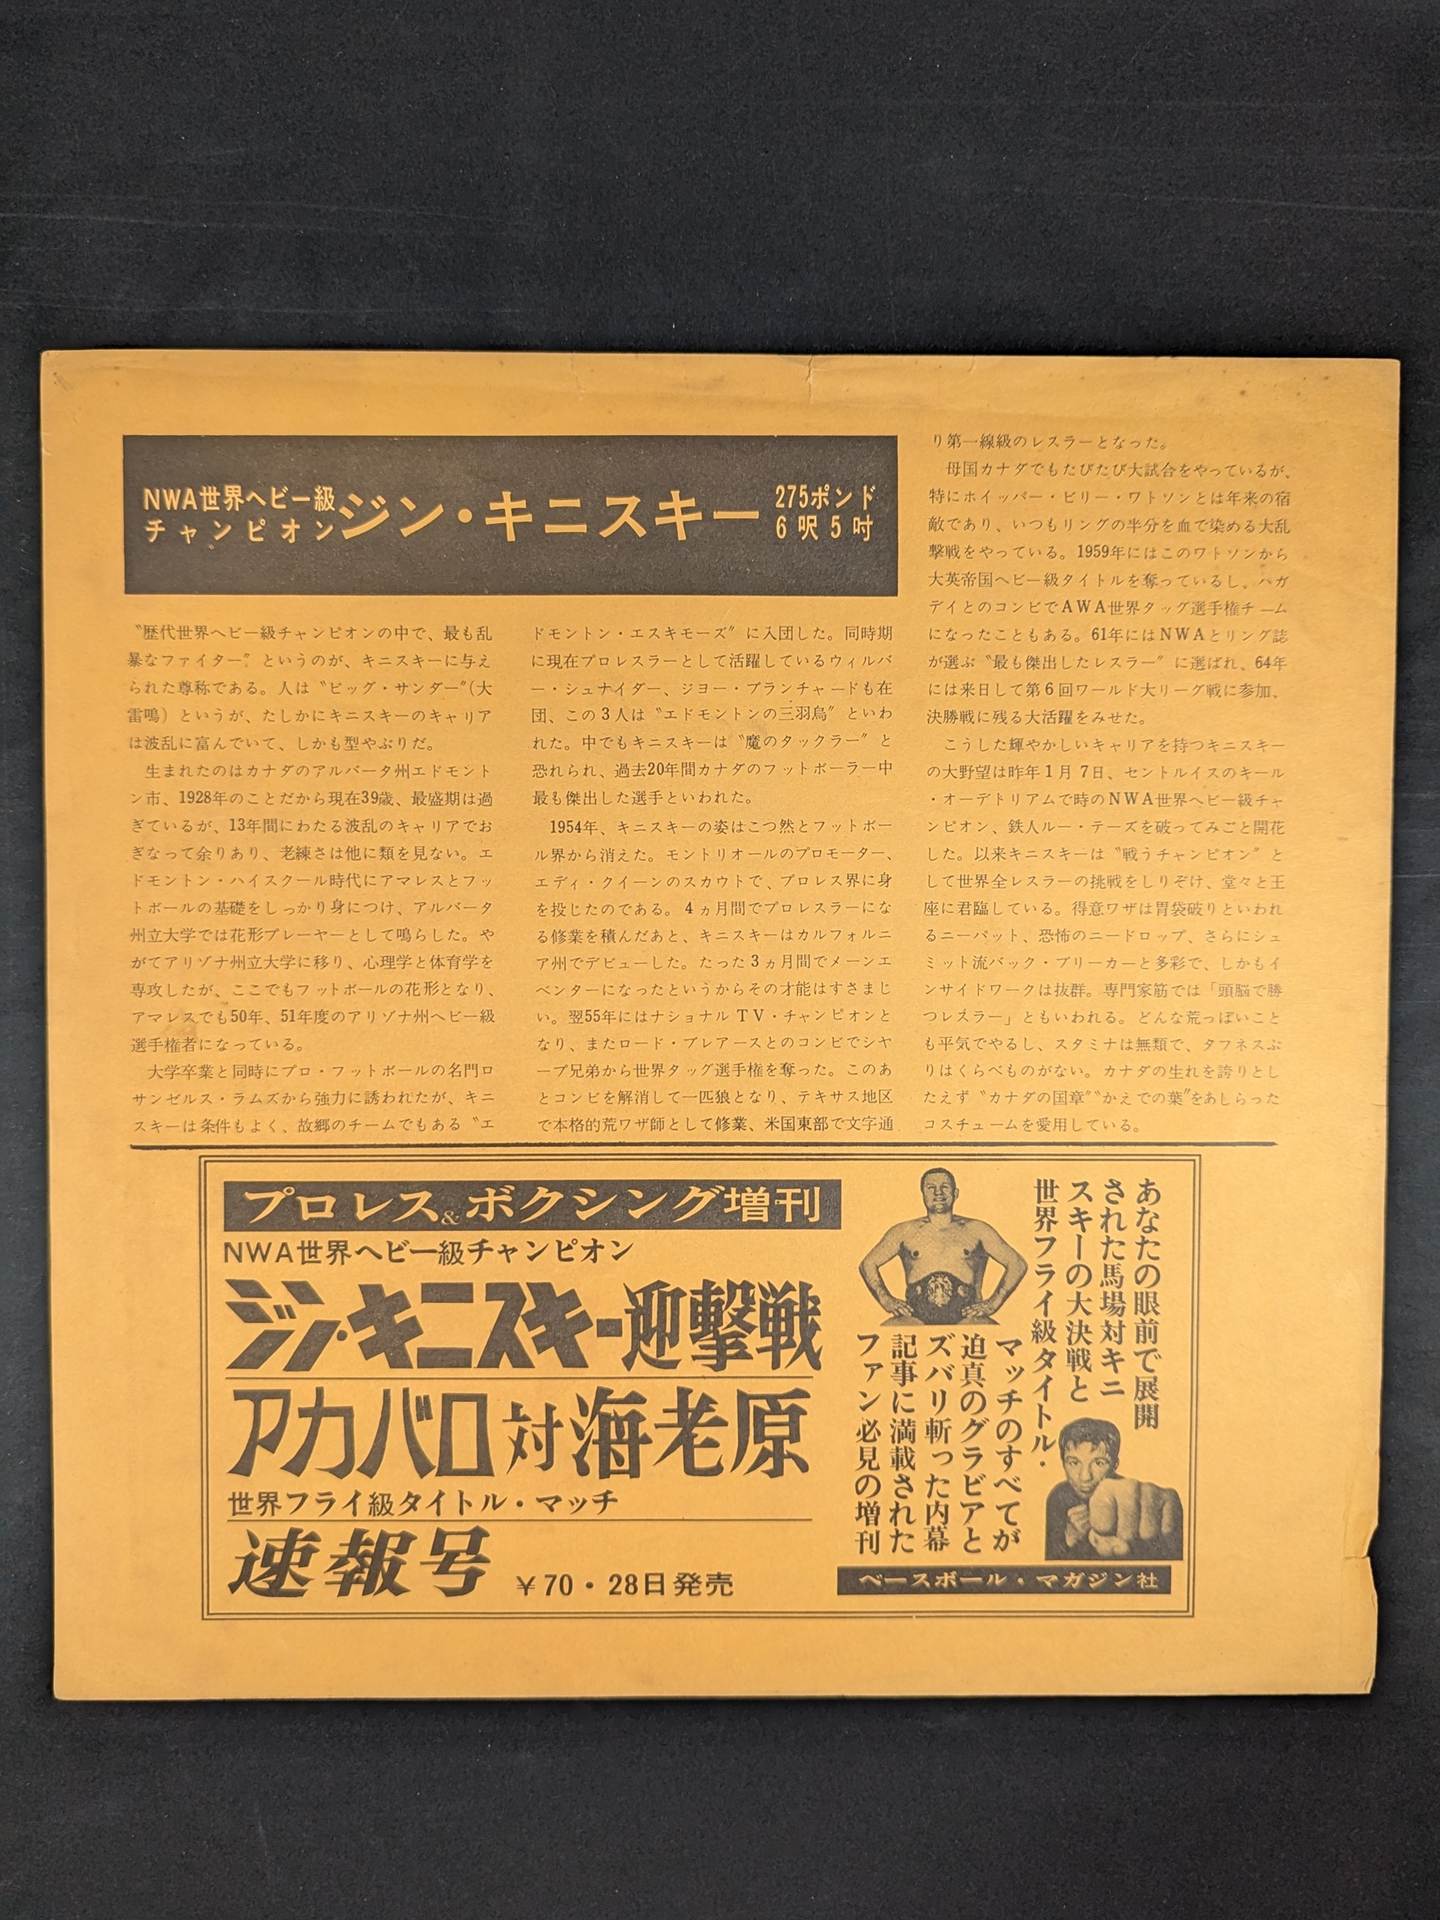 NWA世界ヘビー級
チャンピオン
ジン・キニスキー
275ポンド
6呎5吋
〝歴代世界ヘビー級チャンピオンの中で、最も乱
暴なファイター〟というのが、キニスキーに与え
られた尊称である。人は〝ビッグ・サンダー〟(大
雷鳴)というが、たしかにキニスキーのキャリア
は波乱に富んでいて、しかも型やぶりだ。
生まれたのはカナダのアルバータ州エドモント
ン市、1928年のことだから現在39歳、最盛期は過
ぎているが、13年間にわたる波乱のキャリアでお
ぎなって余りあり、老練さは他に類を見ない。エ
ドモントン・ハイスクール時代にアマレスとフッ
トボールの基礎をしっかり身につけ、アルバータ
州立大学では花形プレーヤーとして鳴らした。や
がてアリゾナ州立大学に移り、心理学と体育学を
専攻したが、ここでもフットボールの花形となり、
アマレスでも50年、51年度のアリゾナ州ヘビー級
選手権者になっている。
大学卒業と同時にプロ・フットボールの名門ロ
サンゼルス・ラムズから強力に誘われたが、キニ
スキーは条件もよく、故郷のチームでもある〝エ
ドモントン・エスキモーズ〟に入団した。同時期
に現在プロレスラーとして活躍しているウィルバ
ー・シュナイダー、ジョー・ブランチャードも在
団、この3人は〝エドモントンの三羽烏〟といわ
れた。中でもキニスキーは〝魔のタックラー〟と
恐れられ、過去20年間カナダのフットボーラー中
最も傑出した選手といわれた。
1954年、キニスキーの姿はこつ然とフットボー
ル界から消えた。モントリオールのプロモーター、
エディ・クイーンのスカウトで、プロレス界に身
を投じたのである。4ヵ月間でプロレスラーにな
る修業を積んだあと、キニスキーはカルフォルニ
ア州でデビューした。たった3ヵ月間でメーンエ
ベンターになったというからその才能はすさまじ
い。翌55年にはナショナルTV・チャンピオンと
なり、またロード・ブレアースとのコンビでシャ
ープ兄弟から世界タッグ選手権を奪った。このあ
とコンビを解消して一匹狼となり、テキサス地区
で本格的荒ワザ師として修業、米国東部で文字通
り第一線級のレスラーとなった。
母国カナダでもたびたび大試合をやっているが、
特にホイッパー・ビリー・ワトソンとは年来の宿
敵であり、いつもリングの半分を血で染める大乱
撃戦をやっている。1959年にはこのワトソンから
大英帝国ヘビー級タイトルを奪っているし、ハガ
デイとのコンビでAWA世界タッグ選手権チーム
になったこともある。61年にはNWAとリング誌
が選ぶ〝最も傑出したレスラー〟に選ばれ、64年
には来日して第6回ワールド大リーグ戦に参加、
決勝戦に残る大活躍をみせた。
こうした輝やかしいキャリアを持つキニスキー
の大野望は昨年1月7日、セントルイスのキール
・オーデトリアムで時のNWA世界ヘビー級チャ
ンピオン、鉄人ルー・テーズを破ってみごと開花
した。以来キニスキーは〝戦うチャンピオン〟と
して世界全レスラーの挑戦をしりぞけ、堂々と王
座に君臨している。得意ワザは胃袋破りといわれ
るニーパット、恐怖のニードロップ、さらにシュ
ミット流バック・ブリーカーと多彩で、しかもイ
ンサイドワークは抜群。専門家筋では「頭脳で勝
つレスラー」ともいわれる。どんな荒っぽいこと
も平気でやるし、スタミナは無類で、タフネスぶ
りはくらべものがない。カナダの生れを誇りとし
たえず〝カナダの国章〟〝かえでの葉〟をあしらった
コスチュームを愛用している。
プロレス&ボクシング増刊
NWA世界ヘビー級チャンピオン
ジン・キニスキー迎撃戦
アカバロ対海老原
世界フライ級タイトル・マッチ
速報号
¥70・28日発売
あなたの眼前で展開
された馬場対キニ
スキーの大決戦と
世界フライ級タイトル・
マッチのすべてが
迫真のグラビアと
ズバリ斬った内幕
記事に満載された
ファン必見の増刊
ベースボール・マガジン社